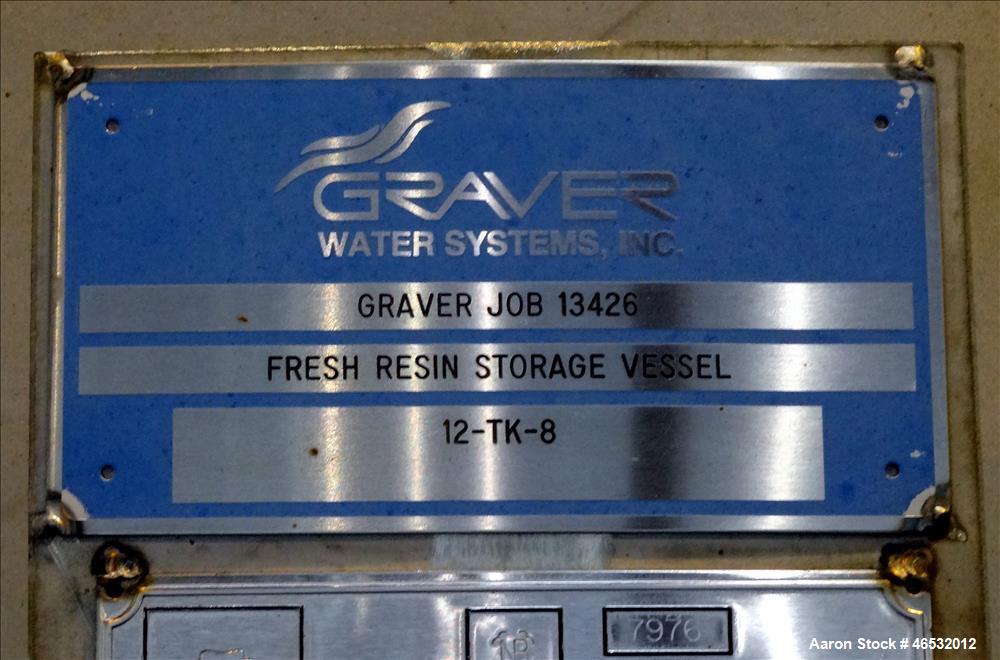 GRAVER
WATER SYSTEMS, INC.
GRAVER JOB 13426
FRESH RESIN STORAGE VESSEL
12-TK-8
7976
Aaron Stock # 46532012